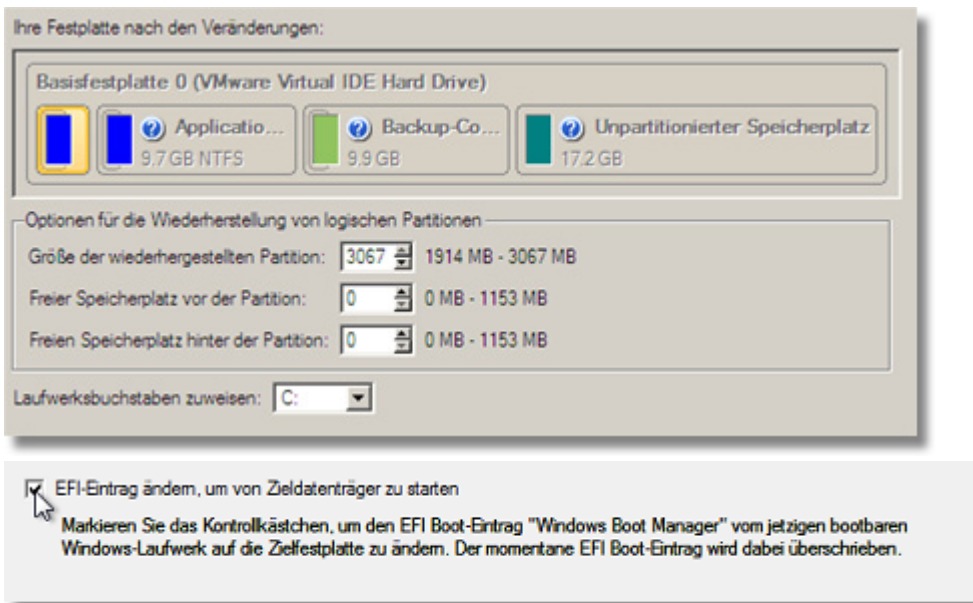 Ihre Festplatte nach den Veränderungen:
Basisfestplatte 0 (VMware Virtual IDE Hard Drive)
Applicatio... Backup-Co... Unpartitionierter Speicherplatz
9.7 GB NTFS 9.9 GB 17.2 GB
Optionen für die Wiederherstellung von logischen Partitionen
Größe der wiederhergestellten Partition: 3067 1914 MB - 3067 MB
Freier Speicherplatz vor der Partition: 0 0 MB - 1153 MB
Freien Speicherplatz hinter der Partition: 0 0 MB - 1153 MB
Laufwerksbuchstaben zuweisen: C:
EFI-Eintrag ändern, um von Zieldatenträger zu starten
Markieren Sie das Kontrollkästchen, um den EFI Boot-Eintrag "Windows Boot Manager" vom jetzigen bootbaren
Windows-Laufwerk auf die Zielfestplatte zu ändern. Der momentane EFI Boot-Eintrag wird dabei überschrieben.